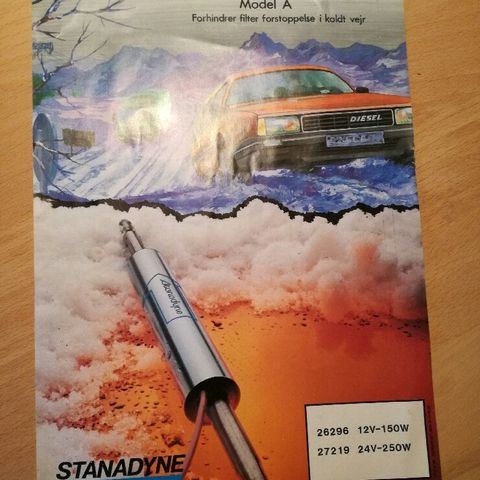 Model A
Forhindrer filter forstoppelse i koldt vejr
DIESEL
Stanadyne
26296 12V-150W
27219 24V-250W
STANADYNE